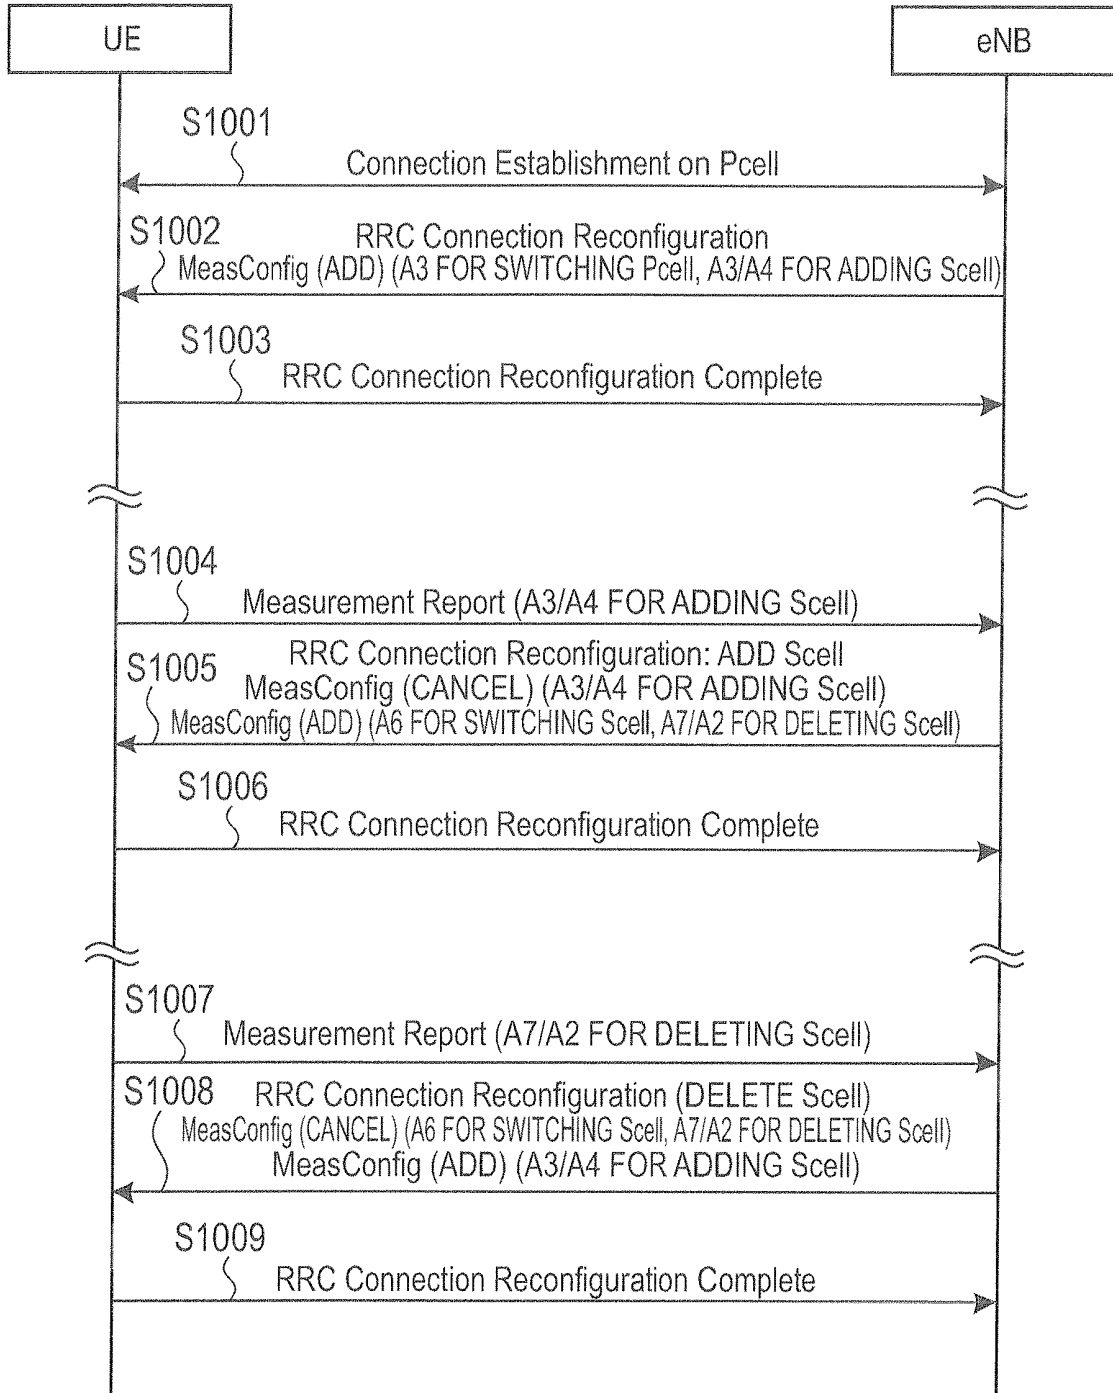 UE
eNB
S1001
Connection Establishment on Pcell
S1002
RRC Connection Reconfiguration
MeasConfig (ADD) (A3 FOR SWITCHING Pcell, A3/A4 FOR ADDING Scell)
S1003
RRC Connection Reconfiguration Complete
S1004
Measurement Report (A3/A4 FOR ADDING Scell)
RRC Connection Reconfiguration: ADD Scell
S1005
MeasConfig (CANCEL) (A3/A4 FOR ADDING Scell)
MeasConfig (ADD) (A6 FOR SWITCHING Scell, A7/A2 FOR DELETING Scell)
S1006
RRC Connection Reconfiguration Complete
S1007
Measurement Report (A7/A2 FOR DELETING Scell)
S1008
RRC Connection Reconfiguration (DELETE Scell)
MeasConfig (CANCEL) (A6 FOR SWITCHING Scell, A7/A2 FOR DELETING Scell)
MeasConfig (ADD) (A3/A4 FOR ADDING Scell)
S1009
RRC Connection Reconfiguration Complete